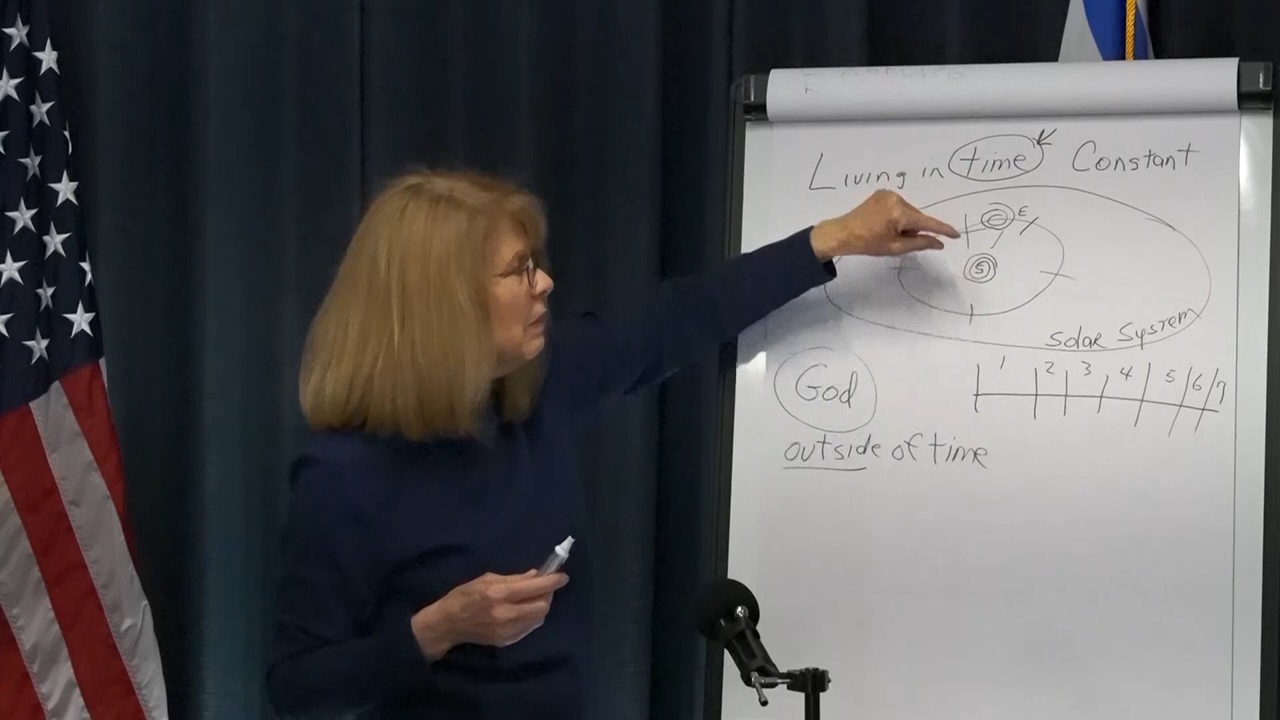 Living in time Constant
E
E
S
Solar System
1 2 3 4 5 6 7
God
outside of time